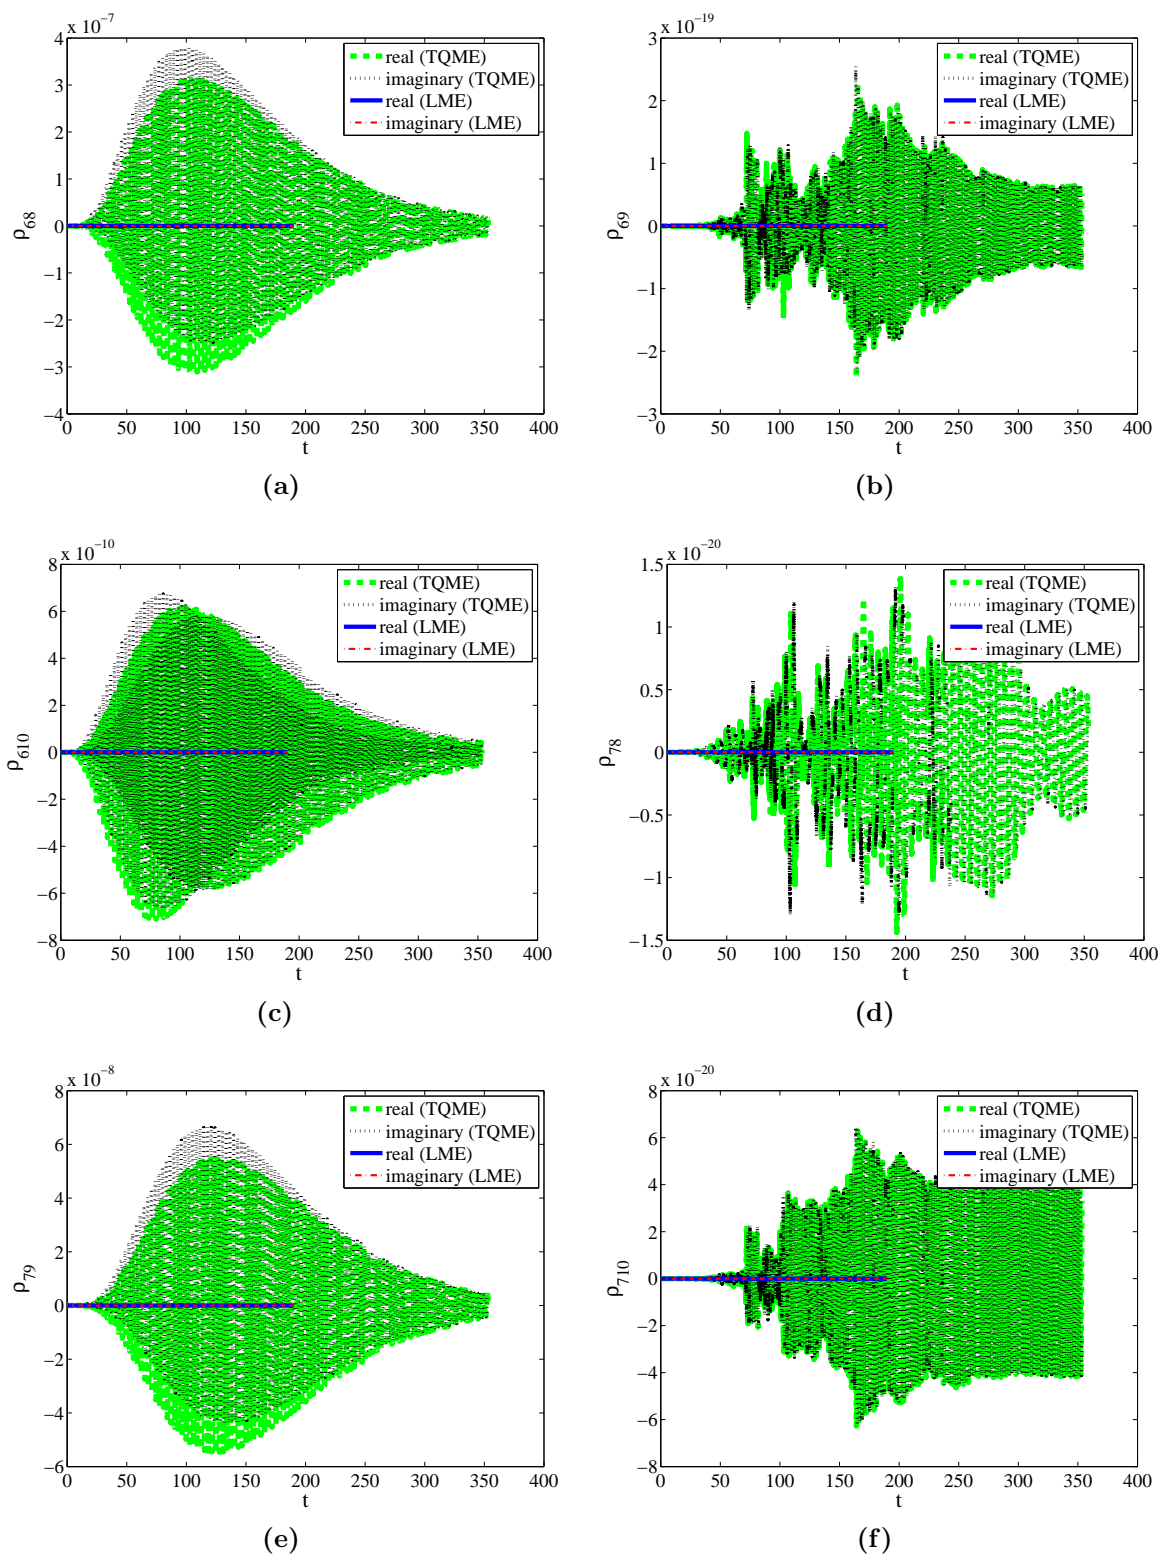 x 10⁻⁷
4
3
2
1
0
−1
−2
−3
−4
ρ68
real (TQME)
imaginary (TQME)
real (LME)
imaginary (LME)
0 50 100 150 200 250 300 350 400
t
(a)
x 10⁻¹⁹
3
2
1
0
−1
−2
−3
ρ69
real (TQME)
imaginary (TQME)
real (LME)
imaginary (LME)
0 50 100 150 200 250 300 350 400
t
(b)
x 10⁻¹⁰
8
6
4
2
0
−2
−4
−6
−8
ρ610
real (TQME)
imaginary (TQME)
real (LME)
imaginary (LME)
0 50 100 150 200 250 300 350 400
t
(c)
x 10⁻²⁰
1.5
1
0.5
0
−0.5
−1
−1.5
ρ78
real (TQME)
imaginary (TQME)
real (LME)
imaginary (LME)
0 50 100 150 200 250 300 350 400
t
(d)
x 10⁻⁸
8
6
4
2
0
−2
−4
−6
ρ79
real (TQME)
imaginary (TQME)
real (LME)
imaginary (LME)
0 50 100 150 200 250 300 350 400
t
(e)
x 10⁻²⁰
8
6
4
2
0
−2
−4
−6
−8
ρ710
real (TQME)
imaginary (TQME)
real (LME)
imaginary (LME)
0 50 100 150 200 250 300 350 400
t
(f)